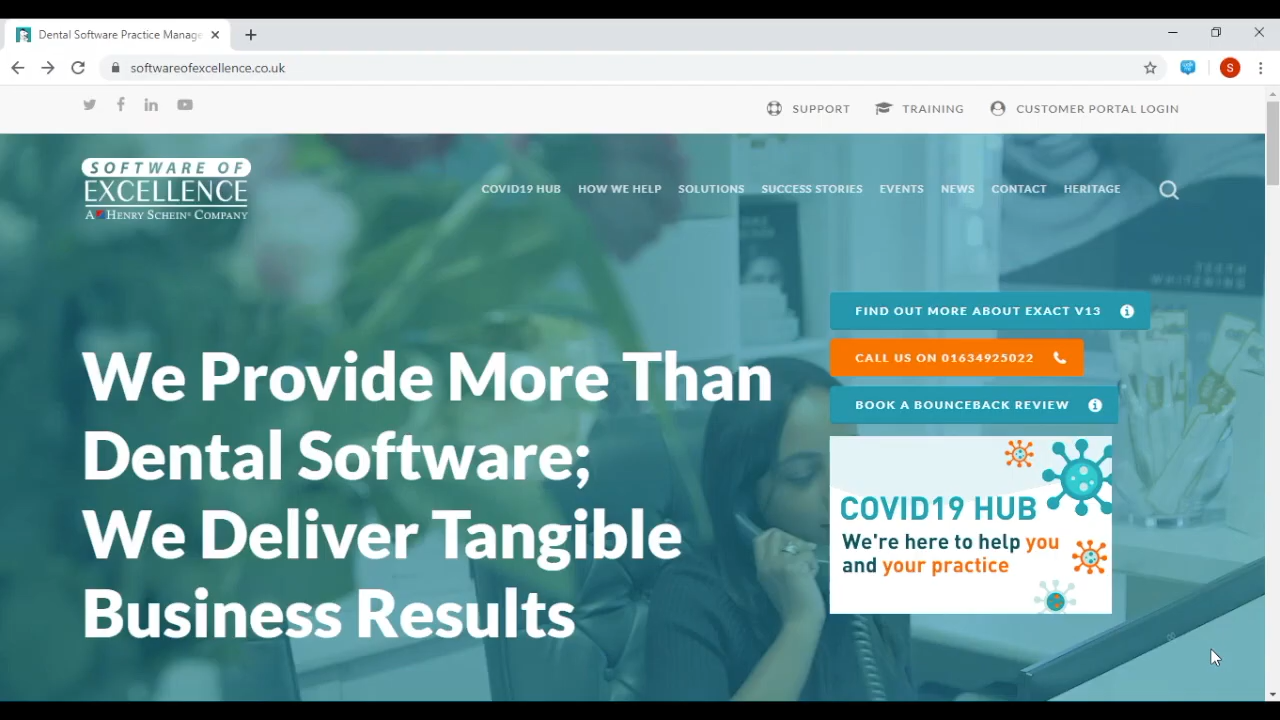 Dental Software Practice Manag
softwareofexcellence.co.uk
S
SUPPORT
TRAINING
CUSTOMER PORTAL LOGIN
SOFTWARE OF
EXCELLENCE
A HENRY SCHEIN® COMPANY
COVID19 HUB
HOW WE HELP
SOLUTIONS
SUCCESS STORIES
EVENTS
NEWS
CONTACT
HERITAGE
FIND OUT MORE ABOUT EXACT V13
CALL US ON 01634925022
BOOK A BOUNCEBACK REVIEW
We Provide More Than
Dental Software;
We Deliver Tangible
Business Results
COVID19 HUB
We're here to help you
and your practice